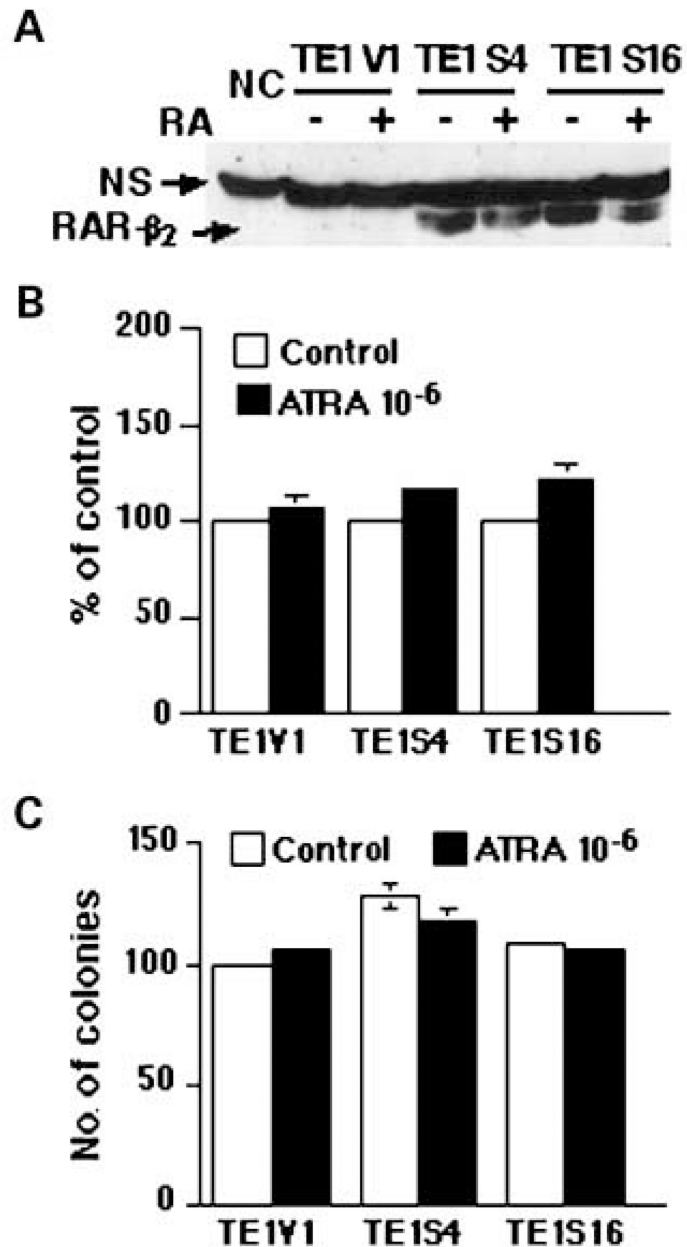 A
NC TE1 V1 TE1 S4 TE1 S16
RA - + - + - +
NS
RAR-β2
B
200
150
100
50
0
% of control
Control
ATRA 10-6
TE1V1 TE1S4 TE1S16
C
150
100
50
0
No. of colonies
Control ATRA 10-6
TE1V1 TE1S4 TE1S16